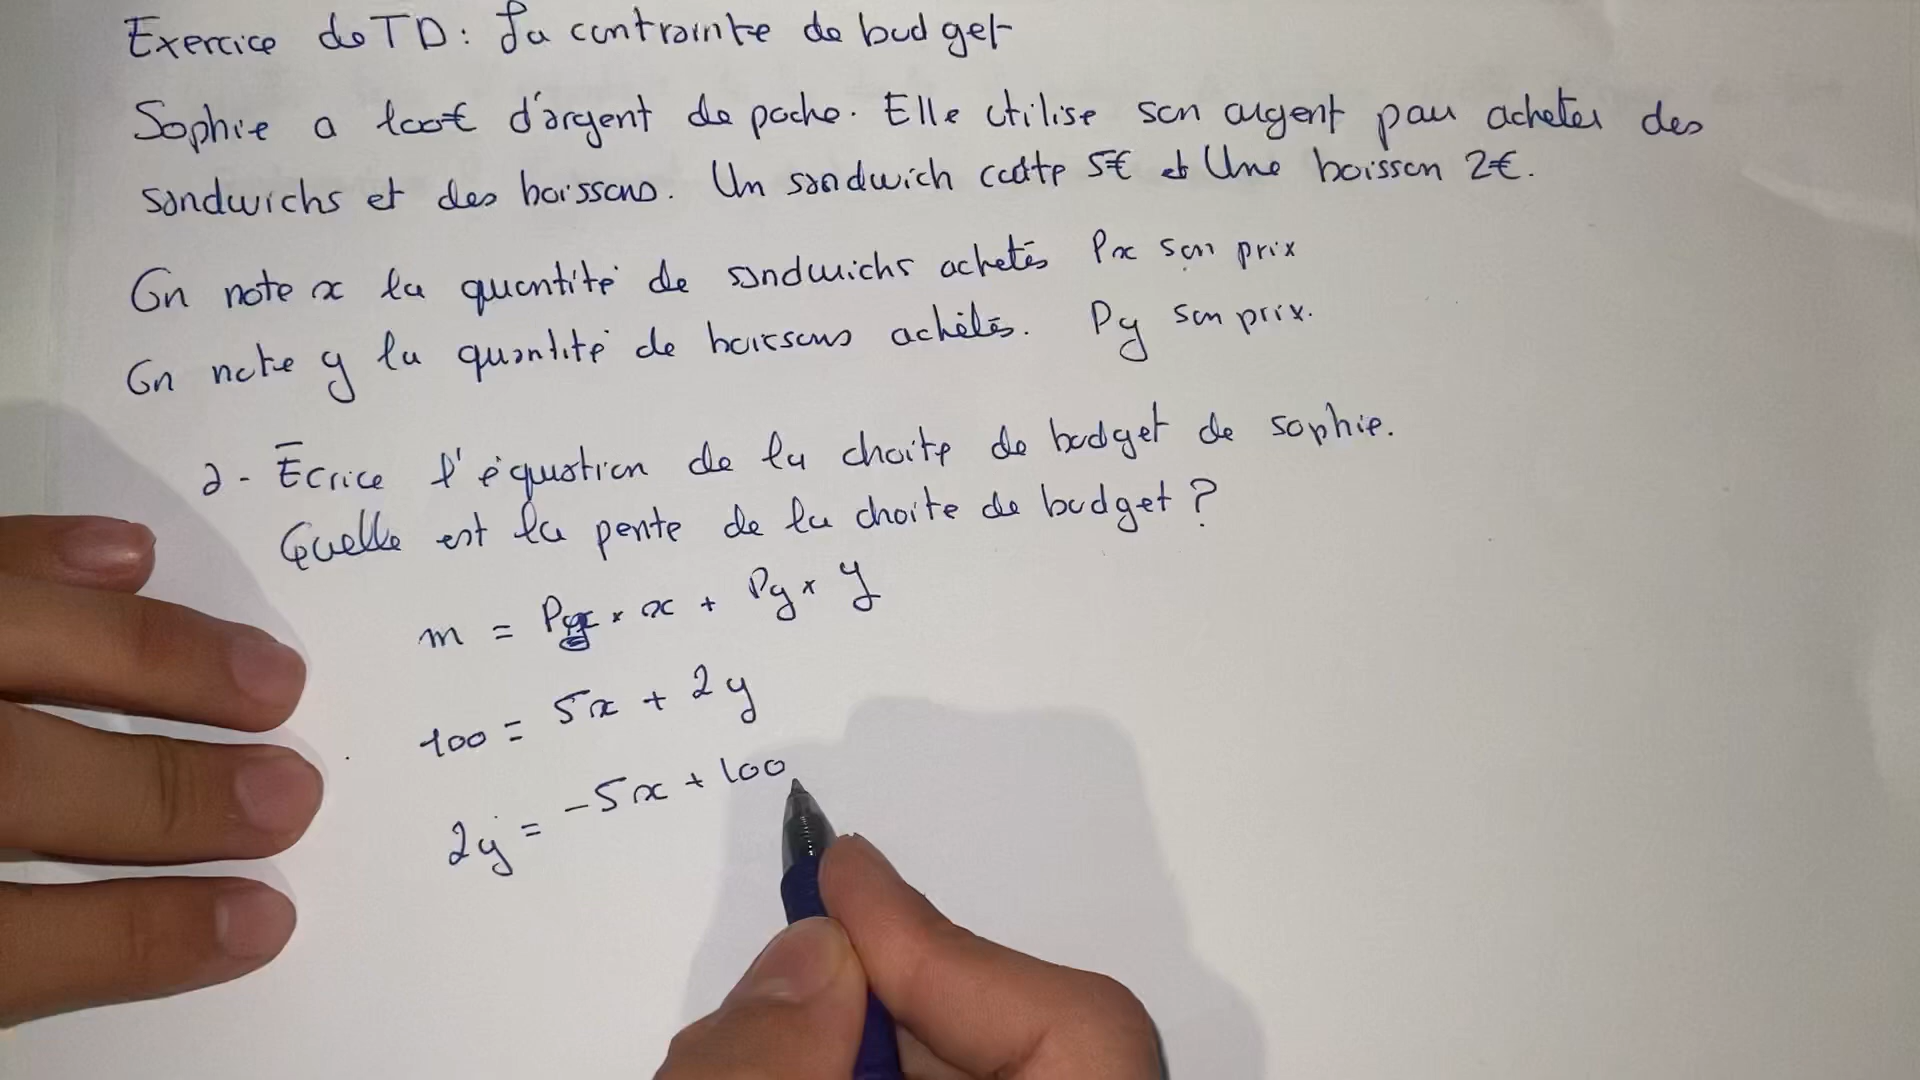 Exercice de TD : La contrainte de budget
Sophie a 100€ d'argent de poche. Elle utilise son argent pour acheter des
sandwichs et des boissons. Un sandwich coûte 5€ et Une boisson 2€.
On note x la quantité de sandwichs achetés Px son prix
On note y la quantité de boissons achétés. Py son prix.
2- Ecrire l'équation de la droite de budget de sophie.
Quelle est la pente de la droite de budget ?
m = Px × x + Py × y
100 = 5x + 2y
2y = -5x + 100